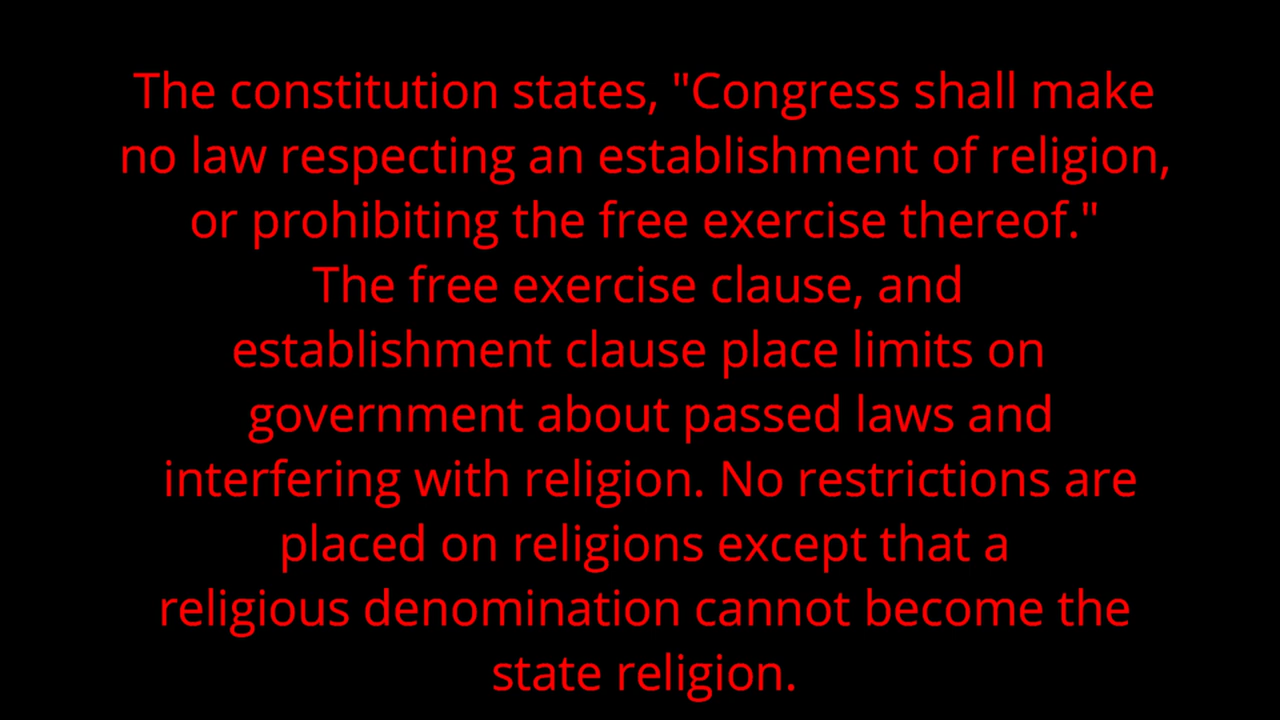 The constitution states, "Congress shall make
no law respecting an establishment of religion,
or prohibiting the free exercise thereof."
The free exercise clause, and
establishment clause place limits on
government about passed laws and
interfering with religion. No restrictions are
placed on religions except that a
religious denomination cannot become the
state religion.